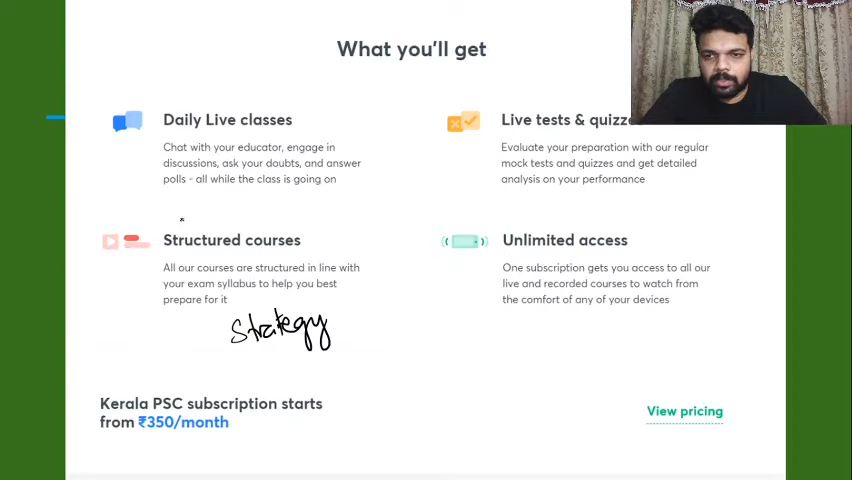 What you'll get
Daily Live classes
Chat with your educator, engage in
discussions, ask your doubts, and answer
polls - all while the class is going on
Live tests & quizze
Evaluate your preparation with our regular
mock tests and quizzes and get detailed
analysis on your performance
Structured courses
All our courses are structured in line with
your exam syllabus to help you best
prepare for it
Strategy
Unlimited access
One subscription gets you access to all our
live and recorded courses to watch from
the comfort of any of your devices
Kerala PSC subscription starts
from ₹350/month
View pricing